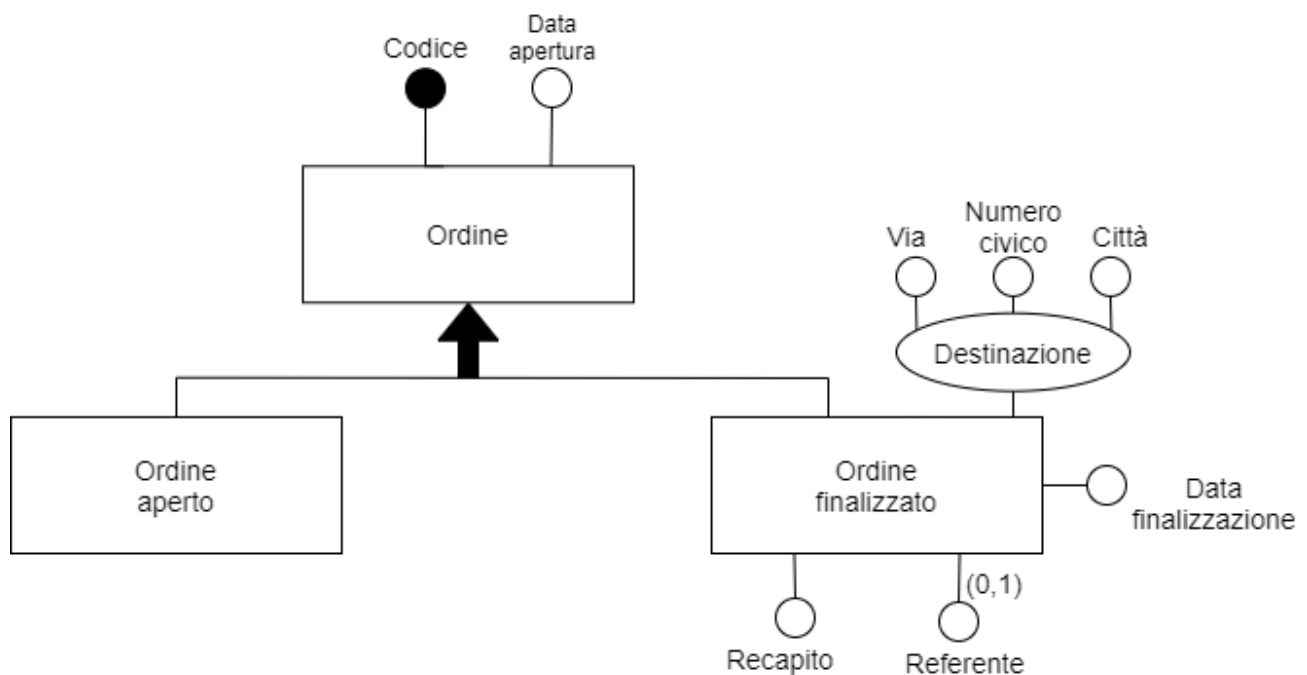 Codice
Data
apertura
Ordine
Via
Numero
civico
Città
Destinazione
Ordine
aperto
Ordine
finalizzato
Data
finalizzazione
(0,1)
Recapito
Referente